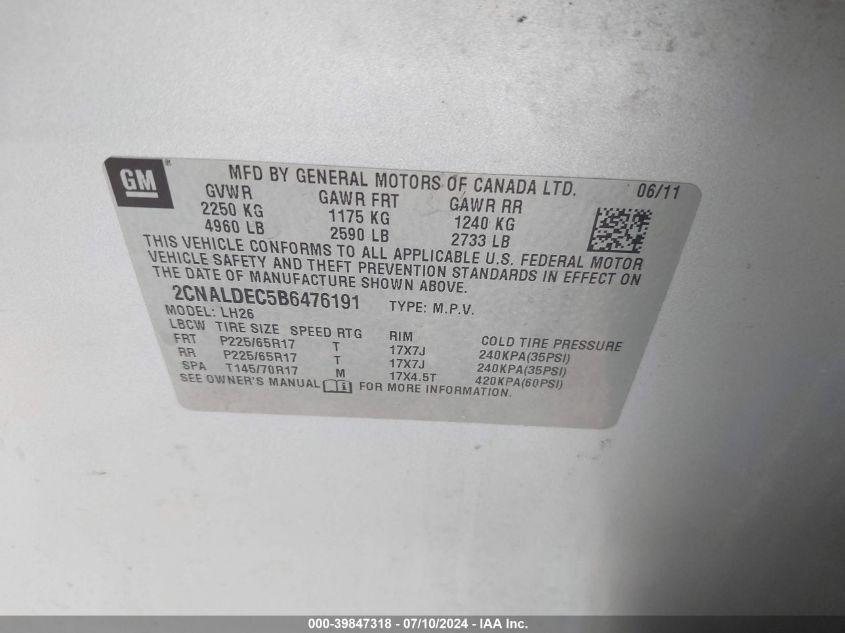 GM®
MFD BY GENERAL MOTORS OF CANADA LTD. 06/11
GVWR GAWR FRT GAWR RR
2250 KG 1175 KG 1240 KG
4960 LB 2590 LB 2733 LB
THIS VEHICLE CONFORMS TO ALL APPLICABLE U.S. FEDERAL MOTOR
VEHICLE SAFETY AND THEFT PREVENTION STANDARDS IN EFFECT ON
THE DATE OF MANUFACTURE SHOWN ABOVE.
2CNALDEC5B6476191 TYPE: M.P.V.
MODEL: LH26
LBCW TIRE SIZE SPEED RTG RIM COLD TIRE PRESSURE
FRT P225/65R17 T 17X7J 240KPA(35PSI)
RR P225/65R17 T 17X7J 240KPA(35PSI)
SPA T145/70R17 M 17X4.5T 420KPA(60PSI)
SEE OWNER'S MANUAL FOR MORE INFORMATION.
000-39847318 - 07/10/2024 - IAA Inc.